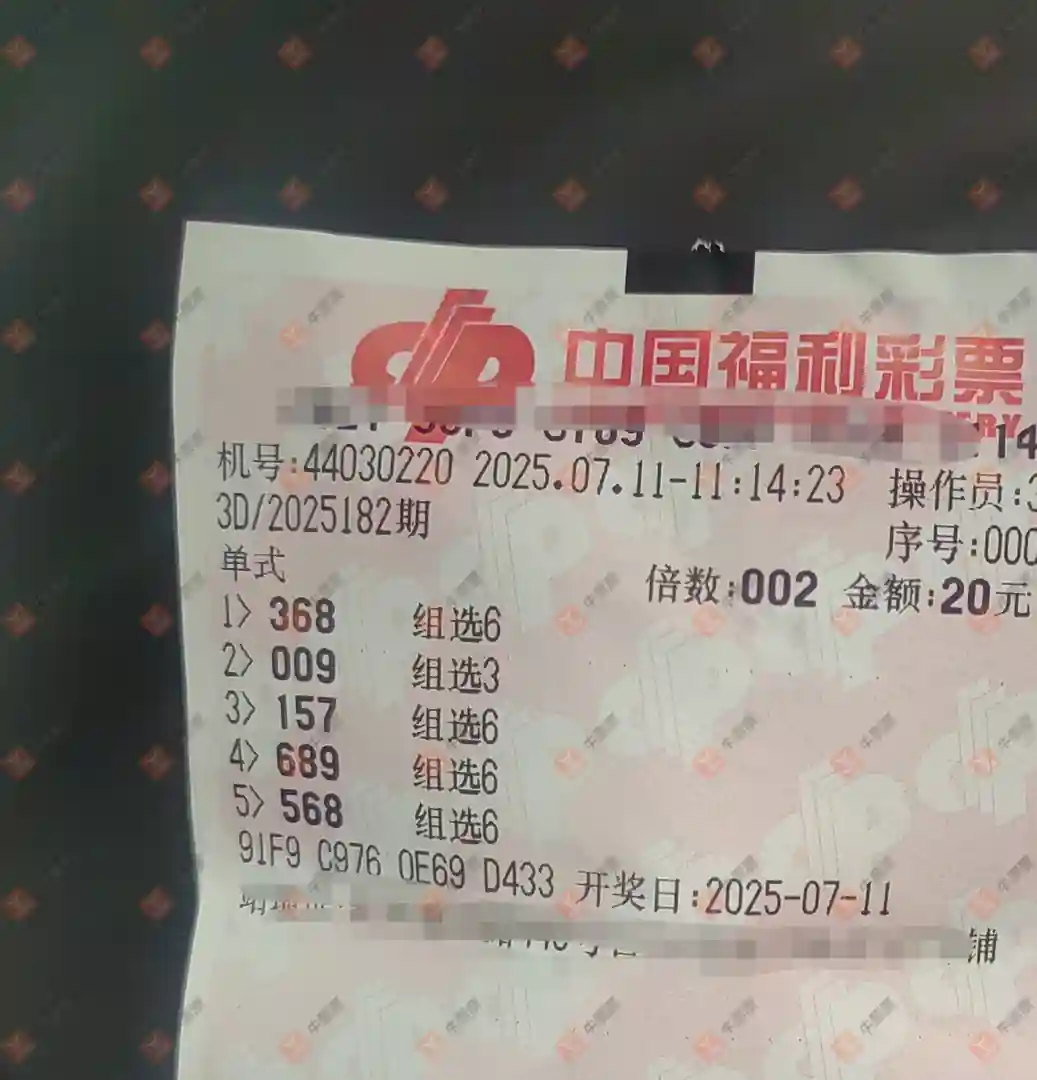 中国福利彩票
机号:44030220 2025.07.11-11:14:23 操作员:3
3D/2025182期
序号:000
单式
倍数:002 金额:20元
1> 368 组选6
2> 009 组选3
3> 157 组选6
4> 689 组选6
5> 568 组选6
91F9 C976 0E69 D433 开奖日:2025-07-11
铺